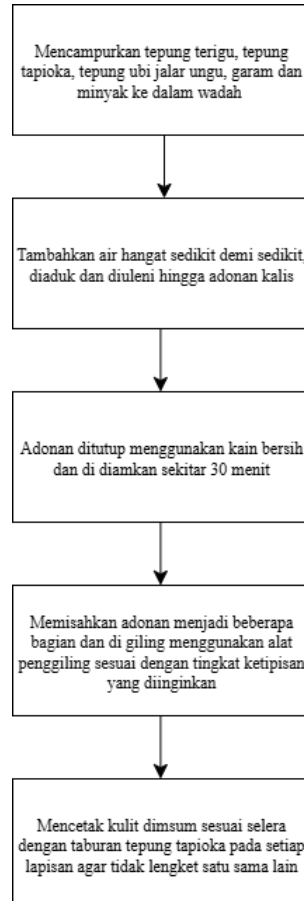 Mencampurkan tepung terigu, tepung
tapioka, tepung ubi jalar ungu, garam dan
minyak ke dalam wadah
Tambahkan air hangat sedikit demi sedikit,
diaduk dan diuleni hingga adonan kalis
Adonan ditutup menggunakan kain bersih
dan di diamkan sekitar 30 menit
Memisahkan adonan menjadi beberapa
bagian dan di giling menggunakan alat
penggiling sesuai dengan tingkat ketipisan
yang diinginkan
Mencetak kulit dimsum sesuai selera
dengan taburan tepung tapioka pada setiap
lapisan agar tidak lengket satu sama lain